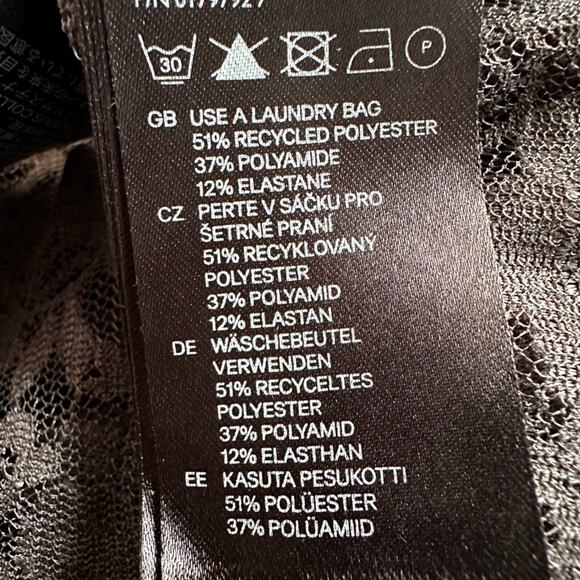 P/N 01797927
30
P
GB USE A LAUNDRY BAG
51% RECYCLED POLYESTER
37% POLYAMIDE
12% ELASTANE
CZ PERTE V SÁČKU PRO
ŠETRNÉ PRANÍ
51% RECYKLOVANÝ
POLYESTER
37% POLYAMID
12% ELASTAN
DE WÄSCHEBEUTEL
VERWENDEN
51% RECYCELTES
POLYESTER
37% POLYAMID
12% ELASTHAN
EE KASUTA PESUKOTTI
51% POLÜESTER
37% POLÜAMIID